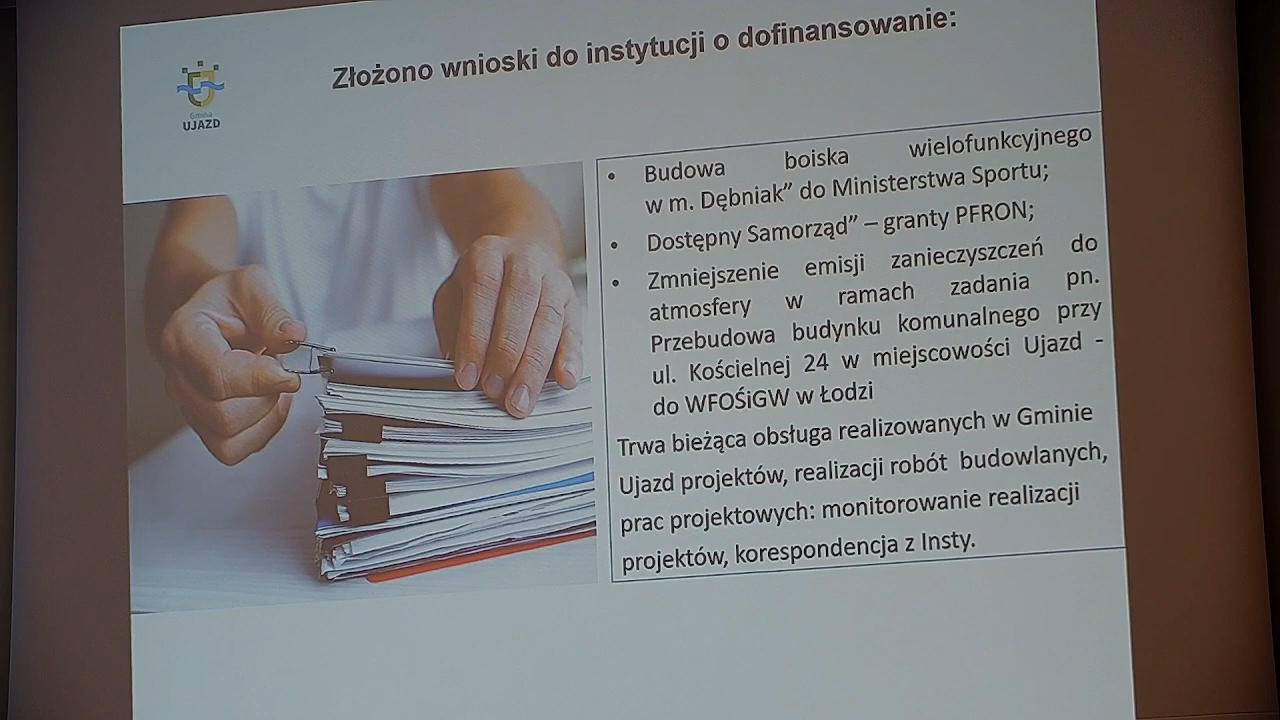 Złożono wnioski do instytucji o dofinansowanie:
Gmina
UJAZD
• Budowa boiska wielofunkcyjnego
w m. Dębniak” do Ministerstwa Sportu;
• Dostępny Samorząd” – granty PFRON;
• Zmniejszenie emisji zanieczyszczeń do
atmosfery w ramach zadania pn.
Przebudowa budynku komunalnego przy
ul. Kościelnej 24 w miejscowości Ujazd -
do WFOŚiGW w Łodzi
Trwa bieżąca obsługa realizowanych w Gminie
Ujazd projektów, realizacji robót budowlanych,
prac projektowych: monitorowanie realizacji
projektów, korespondencja z Insty.